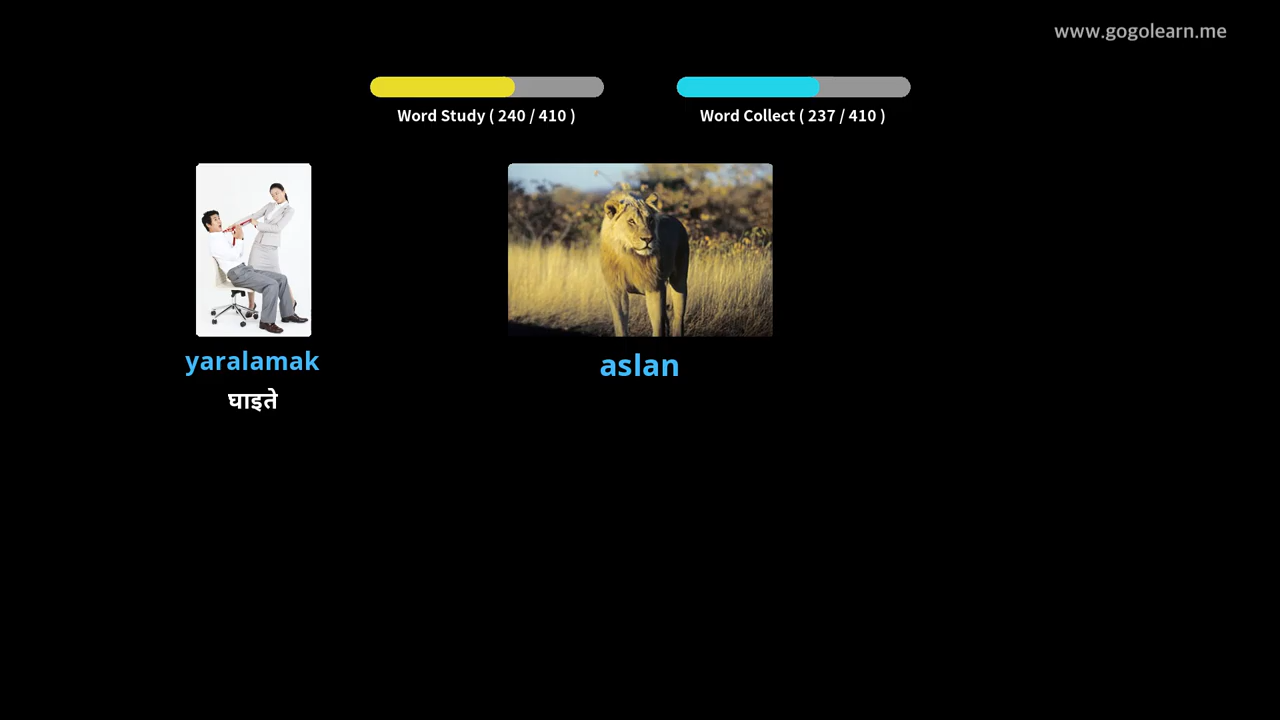 www.gogolearn.me
Word Study ( 240 / 410 )
Word Collect ( 237 / 410 )
yaralamak
घाइते
aslan